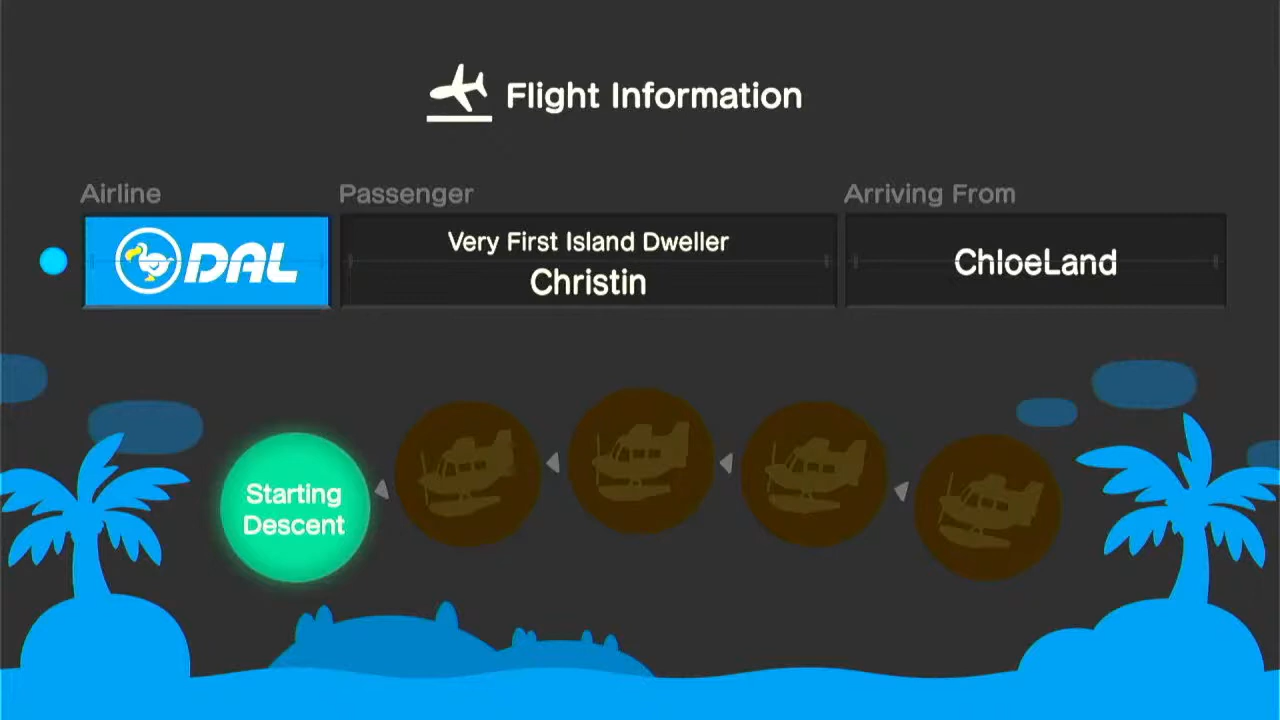 Flight Information
Airline
Passenger
Arriving From
DAL
Very First Island Dweller
Christin
ChloeLand
Starting
Descent